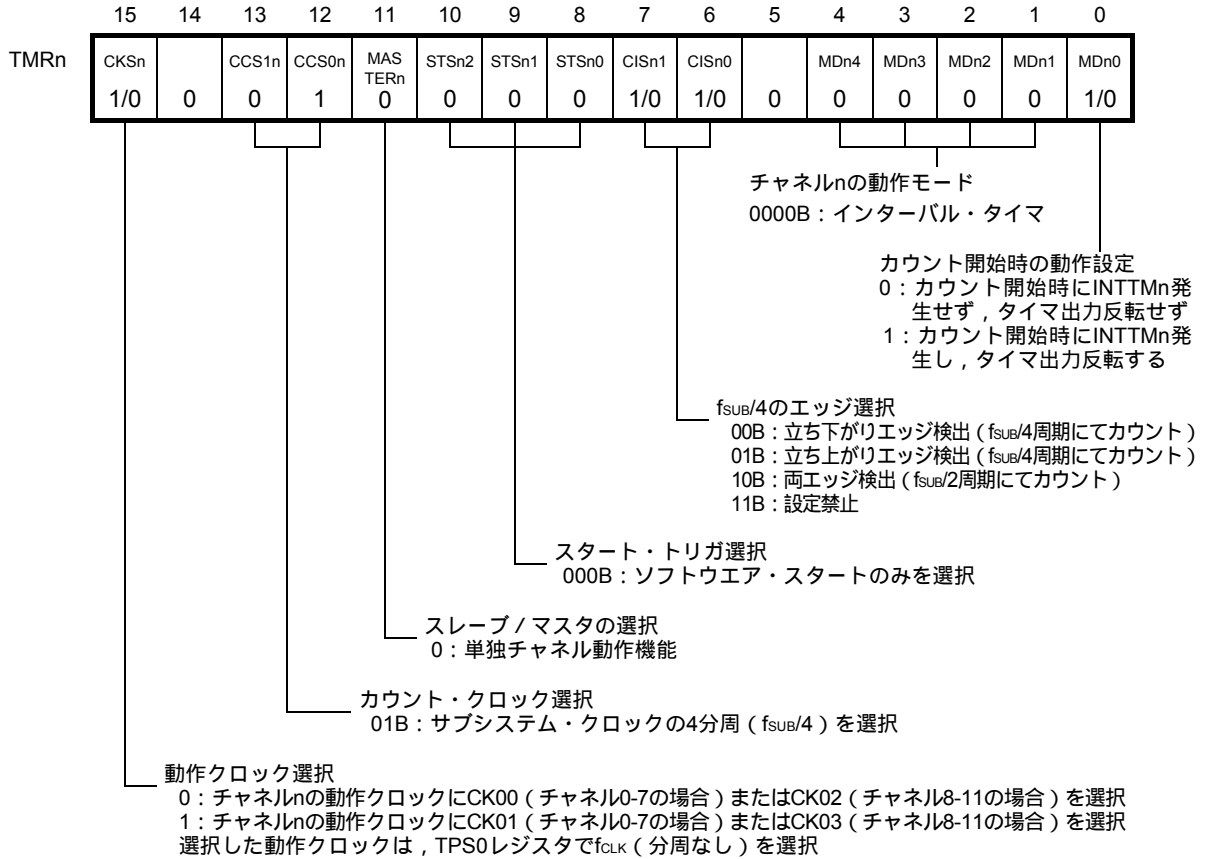 15 14 13 12 11 10 9 8 7 6 5 4 3 2 1 0
TMRn CKSn CCS1n CCS0n MAS TERn STSn2 STSn1 STSn0 CISn1 CISn0 MDn4 MDn3 MDn2 MDn1 MDn0
1/0 0 0 1 0 0 0 0 1/0 1/0 0 0 0 0 0 1/0
チャネルnの動作モード
0000B：インターバル・タイマ
カウント開始時の動作設定
0：カウント開始時にINTTMn発
生せず，タイマ出力反転せず
1：カウント開始時にINTTMn発
生し，タイマ出力反転する
fSUB/4のエッジ選択
00B：立ち下がりエッジ検出（fSUB/4周期にてカウント）
01B：立ち上がりエッジ検出（fSUB/4周期にてカウント）
10B：両エッジ検出（fSUB/2周期にてカウント）
11B：設定禁止
スタート・トリガ選択
000B：ソフトウエア・スタートのみを選択
スレーブ／マスタの選択
0：単独チャネル動作機能
カウント・クロック選択
01B：サブシステム・クロックの4分周（fSUB/4）を選択
動作クロック選択
0：チャネルnの動作クロックにCK00（チャネル0-7の場合）またはCK02（チャネル8-11の場合）を選択
1：チャネルnの動作クロックにCK01（チャネル0-7の場合）またはCK03（チャネル8-11の場合）を選択
選択した動作クロックは，TPS0レジスタでfCLK（分周なし）を選択